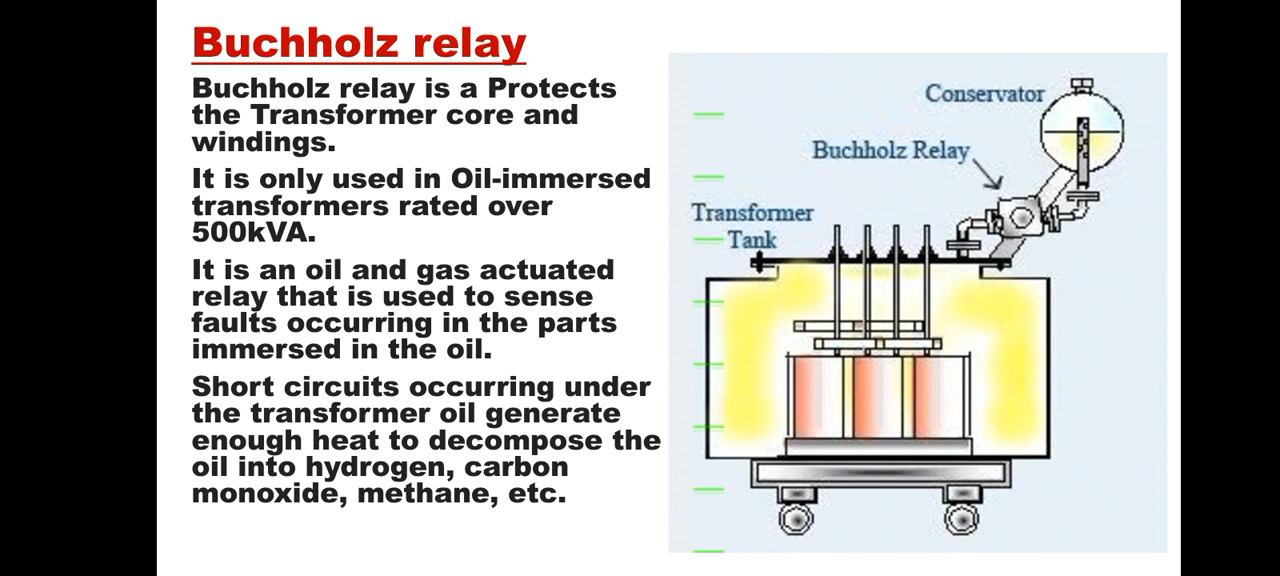 Buchholz relay
Buchholz relay is a Protects
the Transformer core and
windings.
It is only used in Oil-immersed
transformers rated over
500kVA.
It is an oil and gas actuated
relay that is used to sense
faults occurring in the parts
immersed in the oil.
Short circuits occurring under
the transformer oil generate
enough heat to decompose the
oil into hydrogen, carbon
monoxide, methane, etc.
Conservator
Buchholz Relay
Transformer
Tank